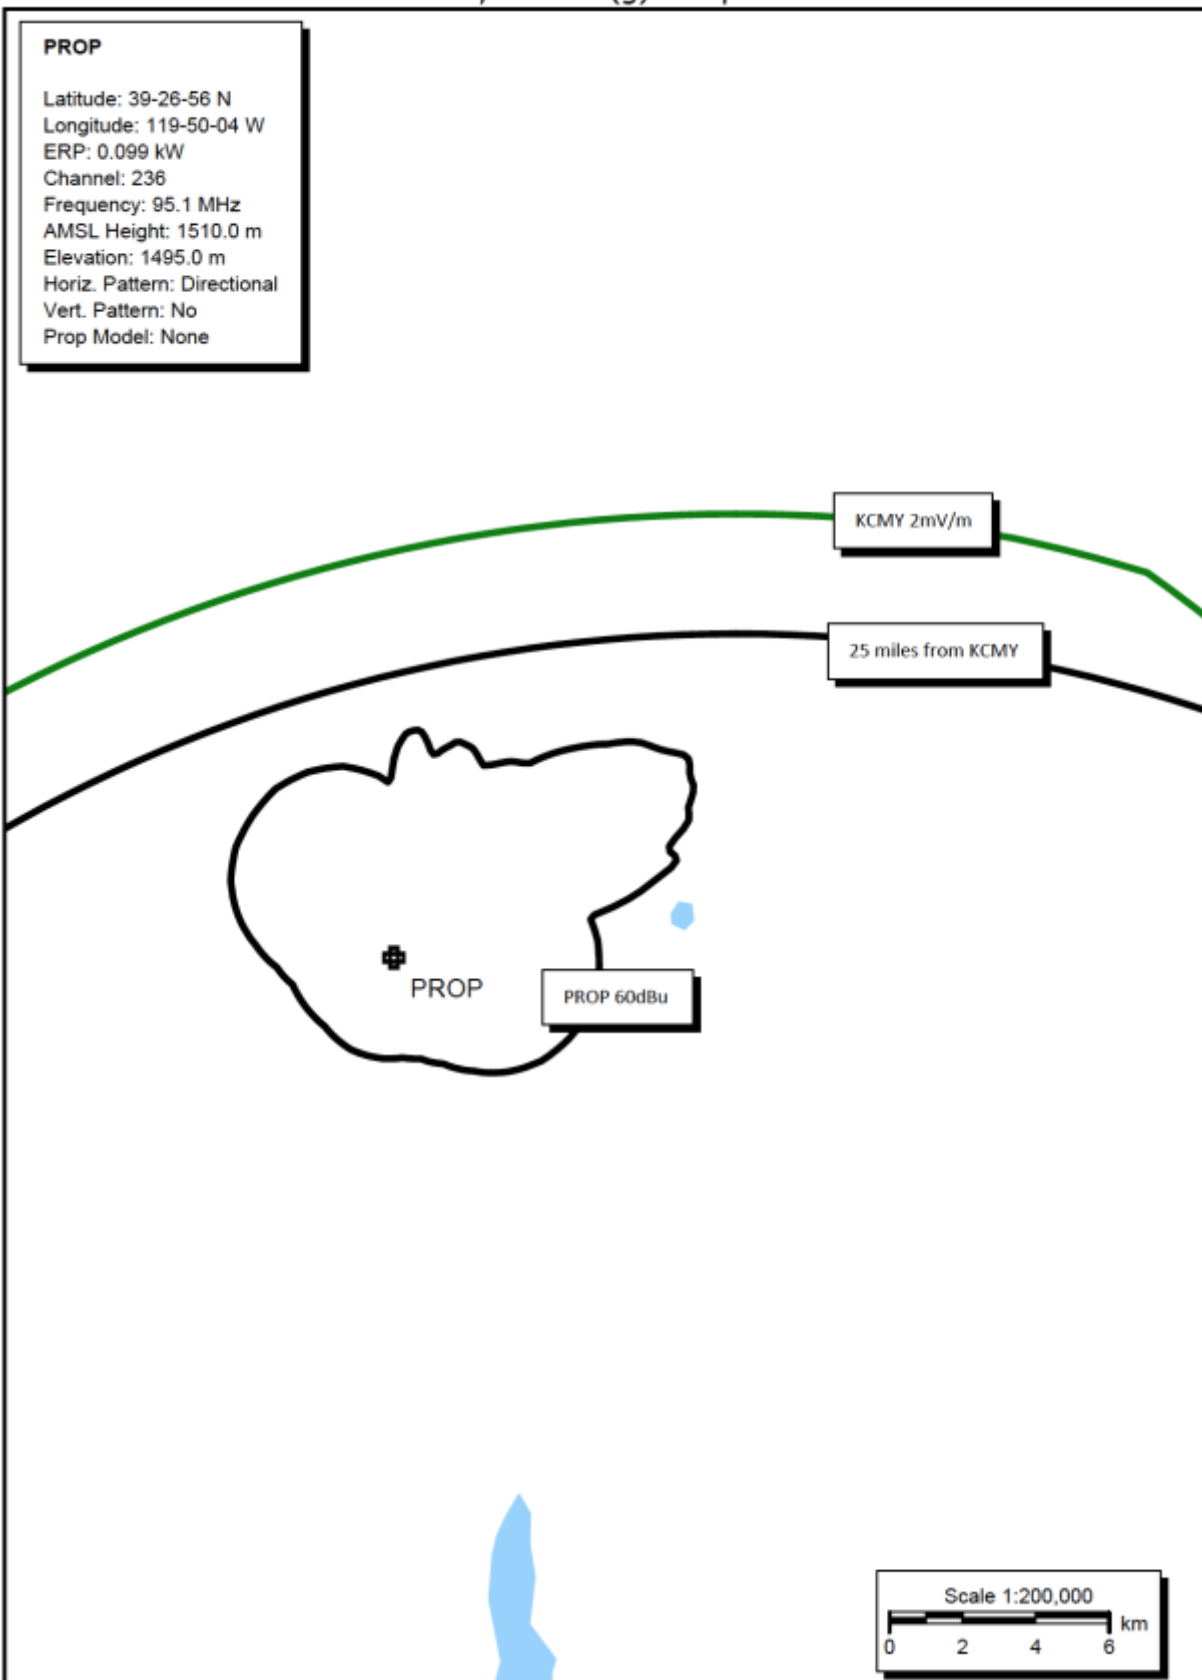 PROP
Latitude: 39-26-56 N
Longitude: 119-50-04 W
ERP: 0.099 kW
Channel: 236
Frequency: 95.1 MHz
AMSL Height: 1510.0 m
Elevation: 1495.0 m
Horiz. Pattern: Directional
Vert. Pattern: No
Prop Model: None
KCMY 2mV/m
25 miles from KCMY
PROP
PROP 60dBu
Scale 1:200,000
km
0 2 4 6